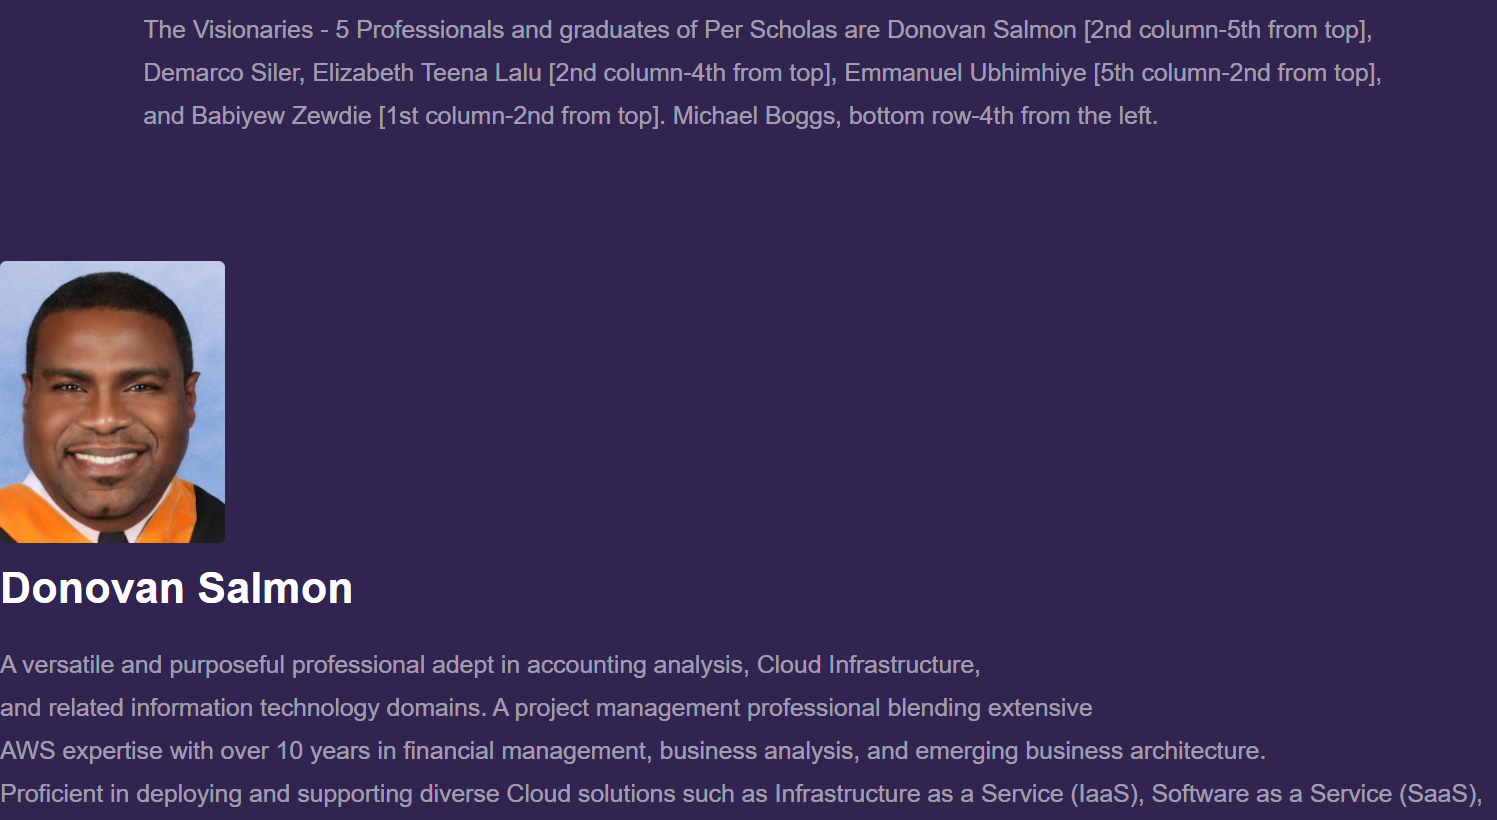 The Visionaries - 5 Professionals and graduates of Per Scholas are Donovan Salmon [2nd column-5th from top],
Demarco Siler, Elizabeth Teena Lalu [2nd column-4th from top], Emmanuel Ubhimhiye [5th column-2nd from top],
and Babiyew Zewdie [1st column-2nd from top]. Michael Boggs, bottom row-4th from the left.
Donovan Salmon
A versatile and purposeful professional adept in accounting analysis, Cloud Infrastructure,
and related information technology domains. A project management professional blending extensive
AWS expertise with over 10 years in financial management, business analysis, and emerging business architecture.
Proficient in deploying and supporting diverse Cloud solutions such as Infrastructure as a Service (IaaS), Software as a Service (SaaS),